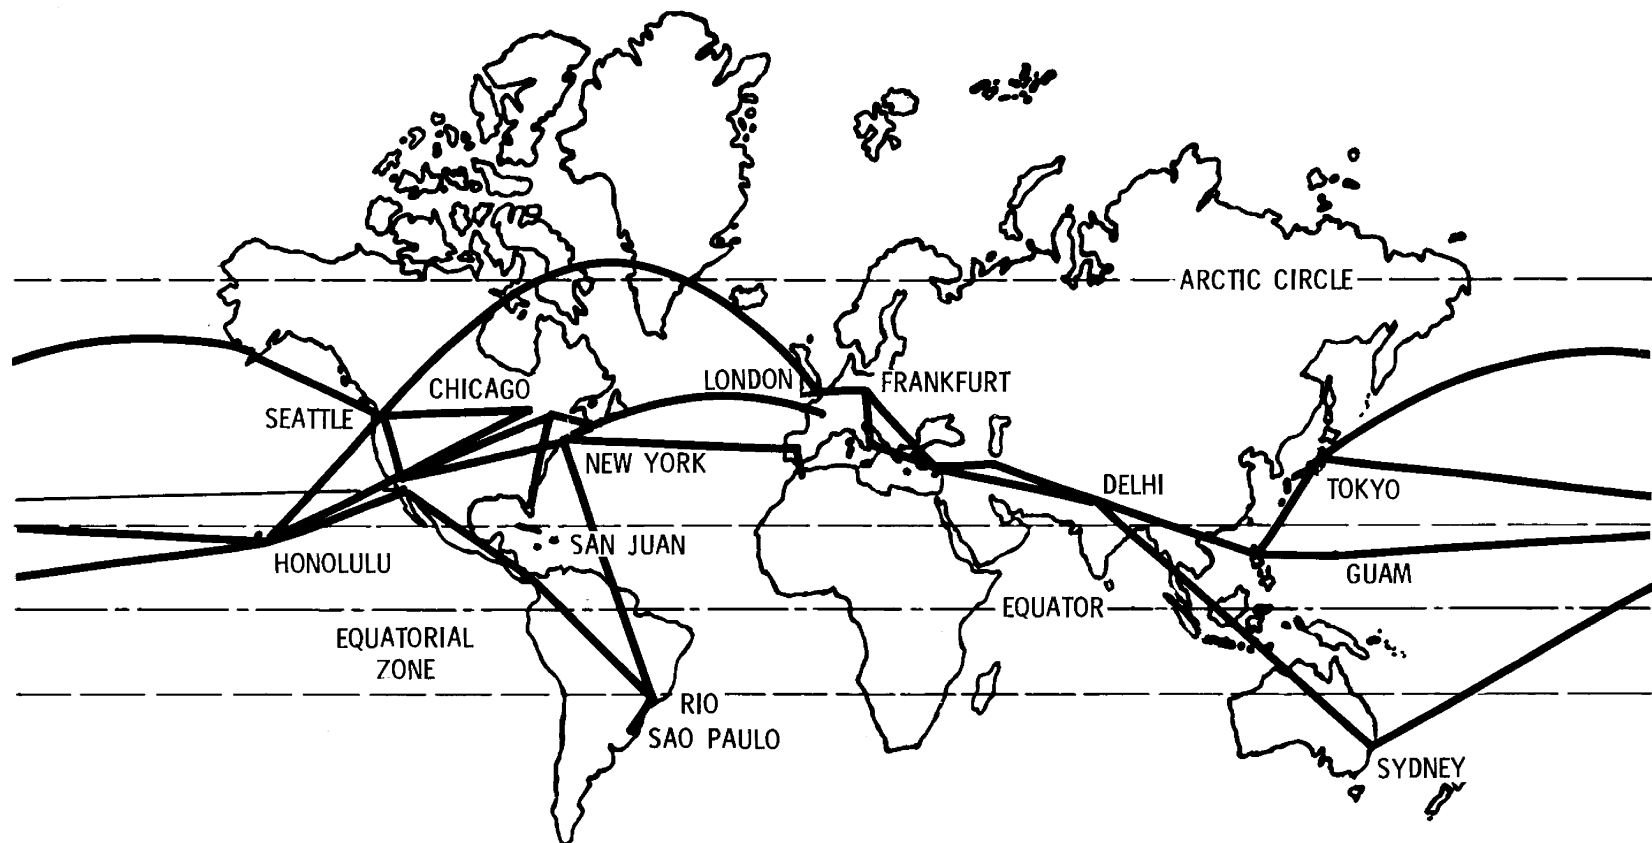 ARCTIC CIRCLE
CHICAGO
LONDON
FRANKFURT
SEATTLE
NEW YORK
DELHI
TOKYO
SAN JUAN
HONOLULU
GUAM
EQUATOR
EQUATORIAL
ZONE
RIO
SAO PAULO
SYDNEY